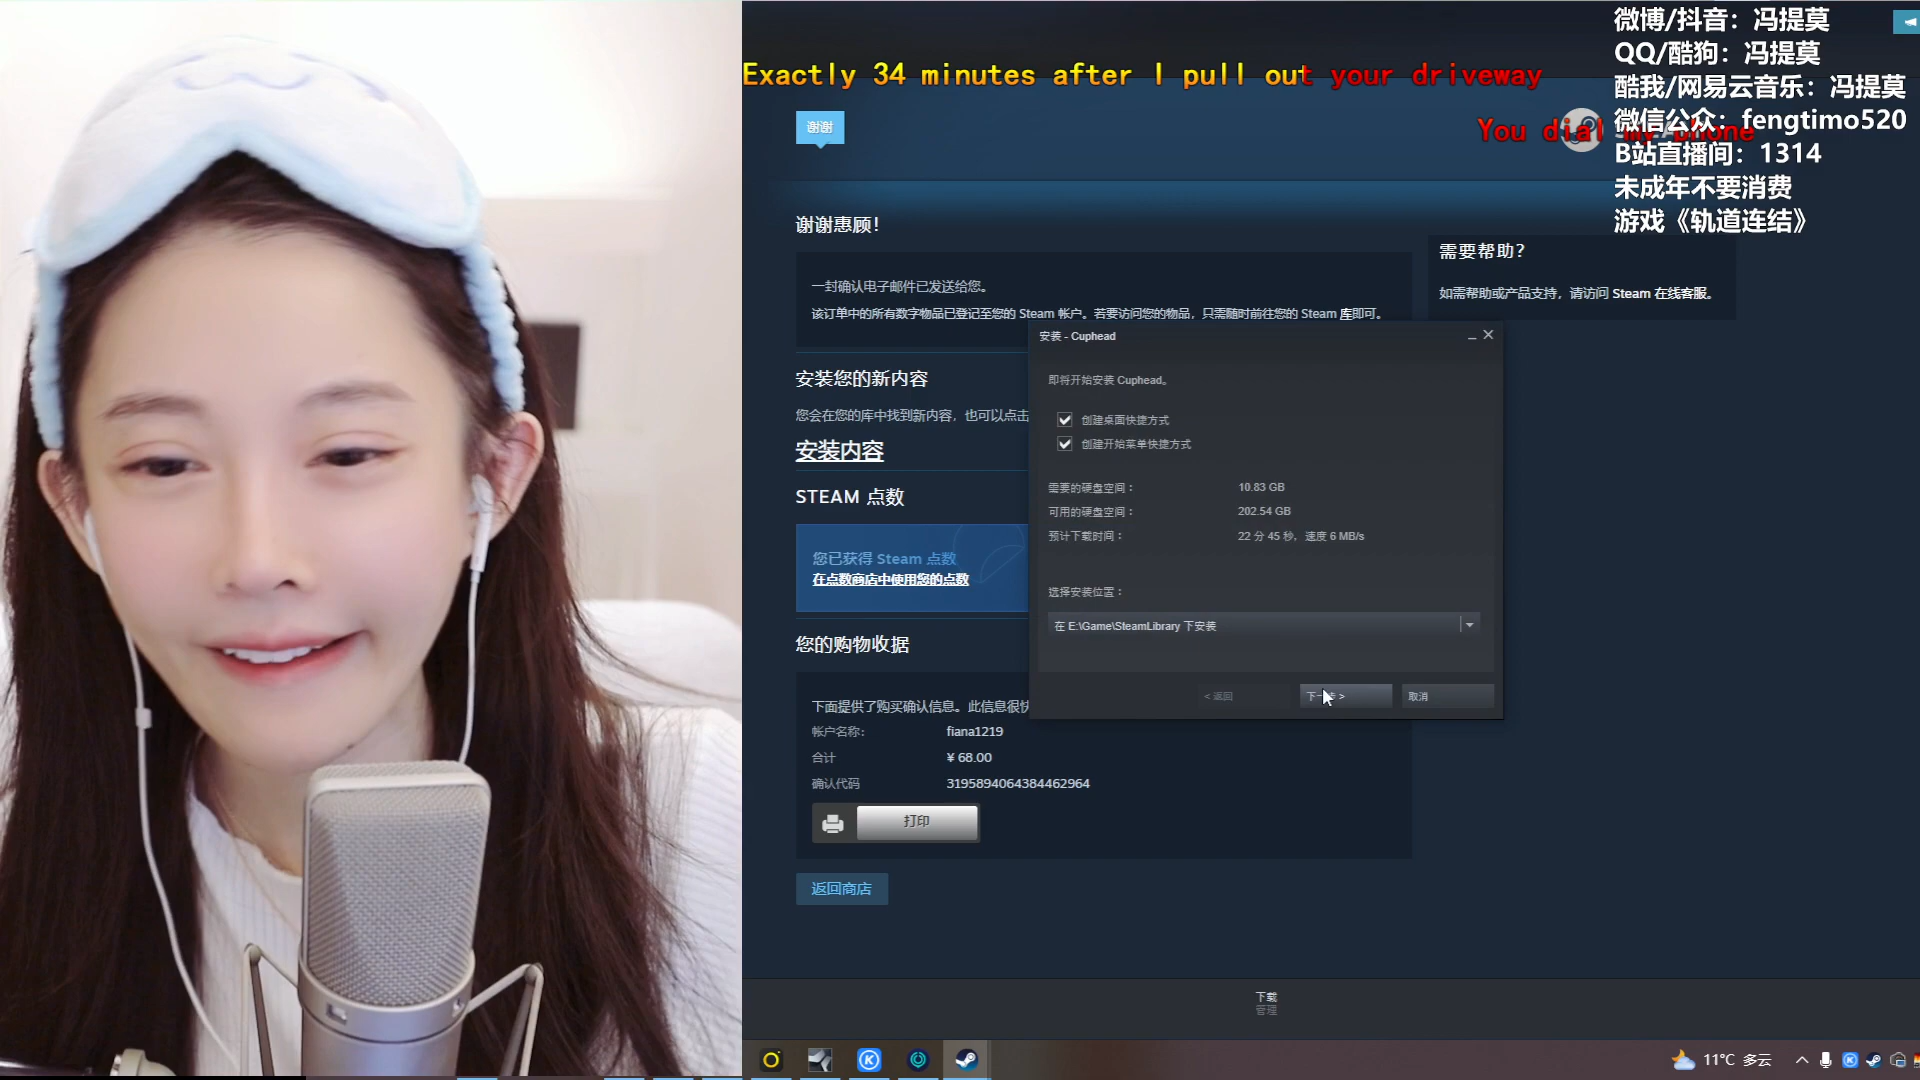 微博/抖音：冯提莫
QQ/酷狗：冯提莫
酷我/网易云音乐：冯提莫
微信公众：fengtimo520
B站直播间：1314
未成年不要消费
游戏《轨道连结》
Exactly 34 minutes after I pull out your driveway
You dial my phone
谢谢
谢谢惠顾！
一封确认电子邮件已发送给您。
该订单中的所有数字物品已登记至您的 Steam 帐户。若要访问您的物品，只需随时前往您的 Steam 库即可。
需要帮助？
如需帮助或产品支持，请访问 Steam 在线客服。
安装您的新内容
您会在您的库中找到新内容，也可以点击
安装内容
STEAM 点数
您已获得 Steam 点数
在点数商店中使用您的点数
您的购物收据
下面提供了购买确认信息。此信息很快
帐户名称：
fiana1219
合计
¥ 68.00
确认代码
3195894064384462964
打印
返回商店
安装 - Cuphead
即将开始安装 Cuphead。
创建桌面快捷方式
创建开始菜单快捷方式
需要的硬盘空间：
10.83 GB
可用的硬盘空间：
202.54 GB
预计下载时间：
22 分 45 秒，速度 6 MB/s
选择安装位置：
在 E:\Game\SteamLibrary 下安装
< 返回
下一步 >
取消
下载
管理
11°C 多云